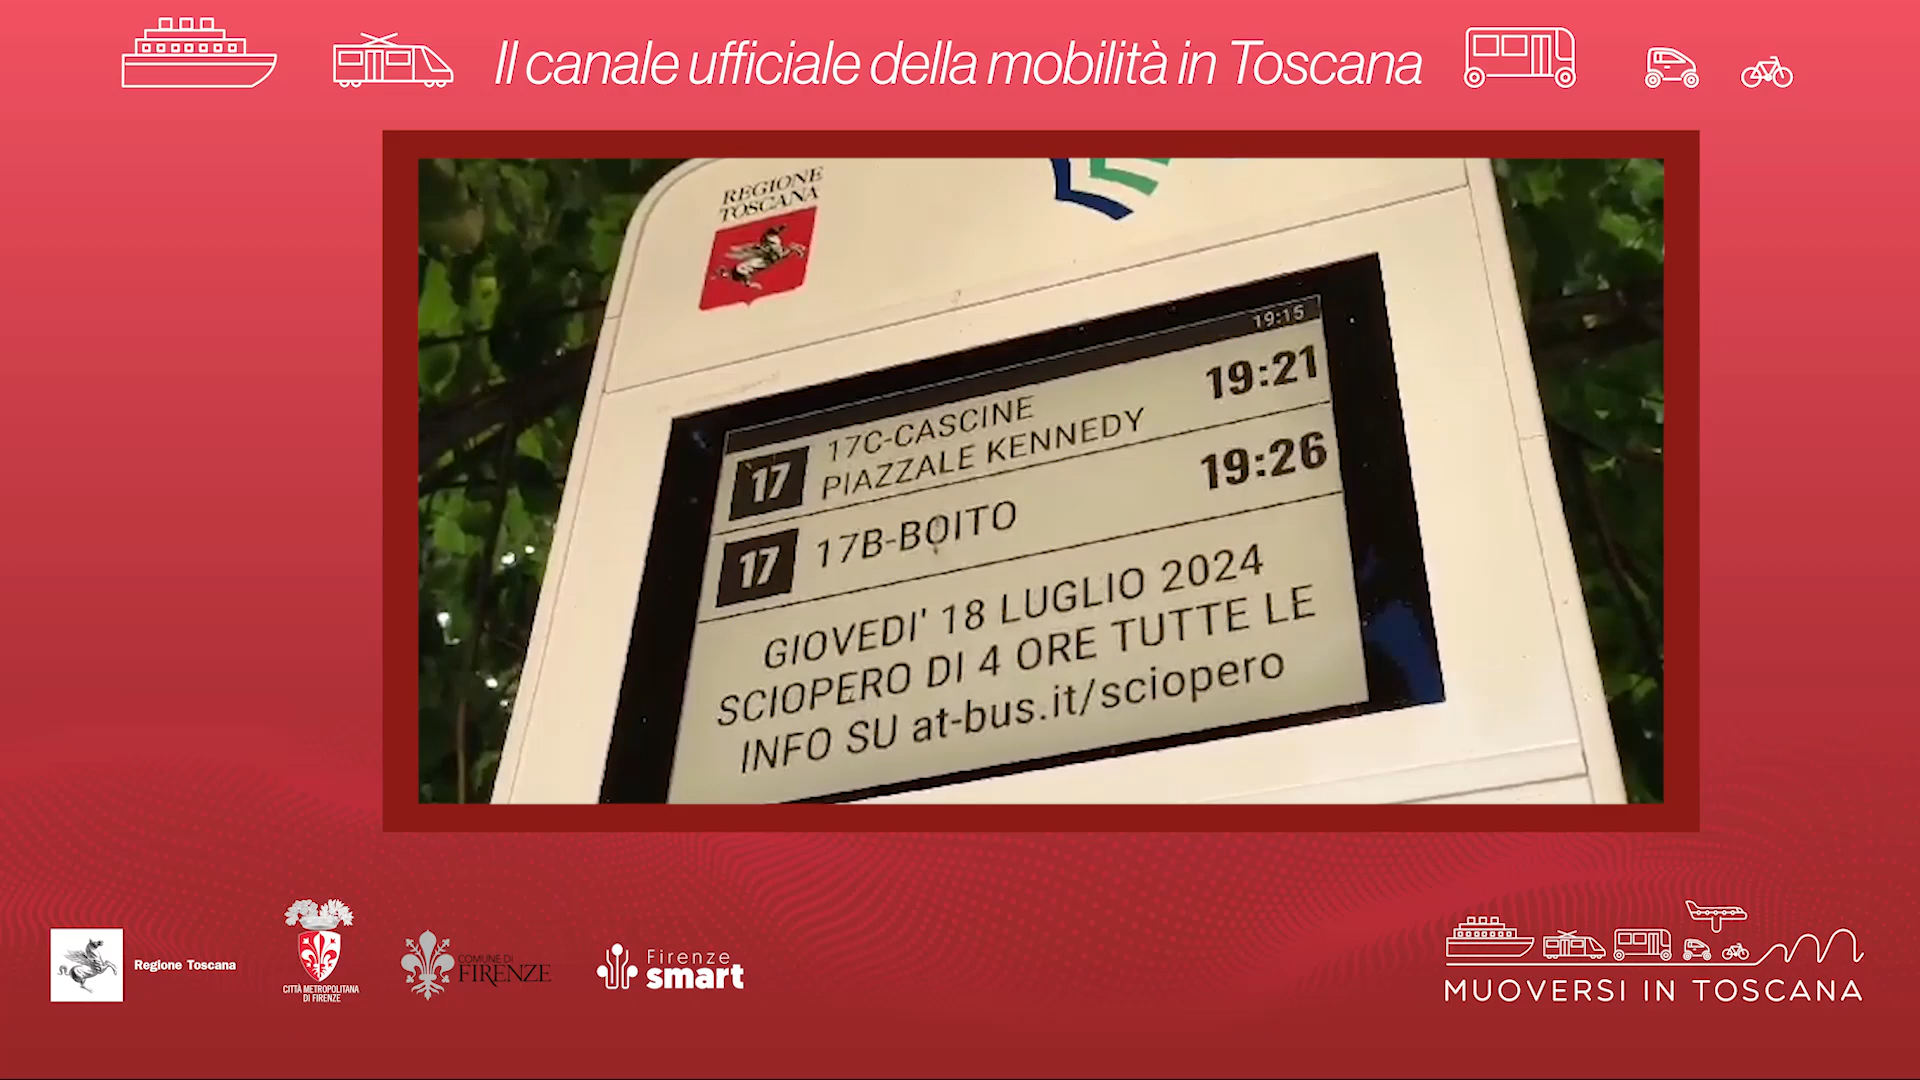 Il canale ufficiale della mobilità in Toscana
REGIONE
TOSCANA
19:15
17 17C-CASCINE
PIAZZALE KENNEDY 19:21
17 17B-BOITO 19:26
GIOVEDI' 18 LUGLIO 2024
SCIOPERO DI 4 ORE TUTTE LE
INFO SU at-bus.it/sciopero
Regione Toscana
CITTÀ METROPOLITANA
DI FIRENZE
COMUNE DI
FIRENZE
Firenze
smart
MUOVERSI IN TOSCANA